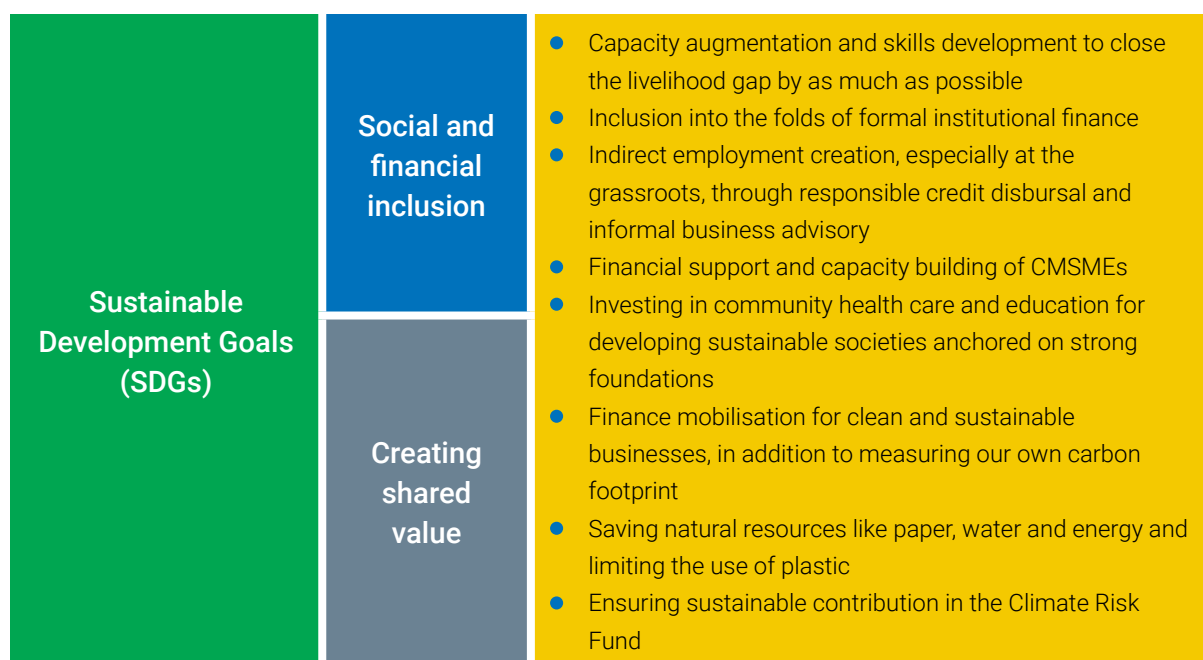 Sustainable
Development Goals
(SDGs)
Social and
financial
inclusion
Creating
shared
value
Capacity augmentation and skills development to close
the livelihood gap by as much as possible
Inclusion into the folds of formal institutional finance
Indirect employment creation, especially at the
grassroots, through responsible credit disbursal and
informal business advisory
Financial support and capacity building of CMSMEs
Investing in community health care and education for
developing sustainable societies anchored on strong
foundations
Finance mobilisation for clean and sustainable
businesses, in addition to measuring our own carbon
footprint
Saving natural resources like paper, water and energy and
limiting the use of plastic
Ensuring sustainable contribution in the Climate Risk
Fund